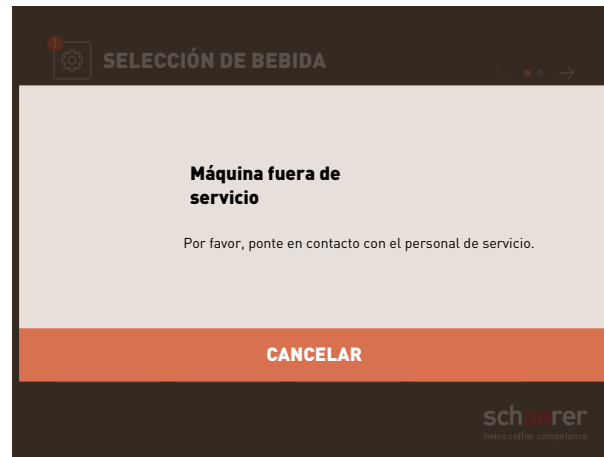 SELECCIÓN DE BEBIDA
Máquina fuera de
servicio
Por favor, ponte en contacto con el personal de servicio.
CANCELAR
schaerer
swiss coffee competence